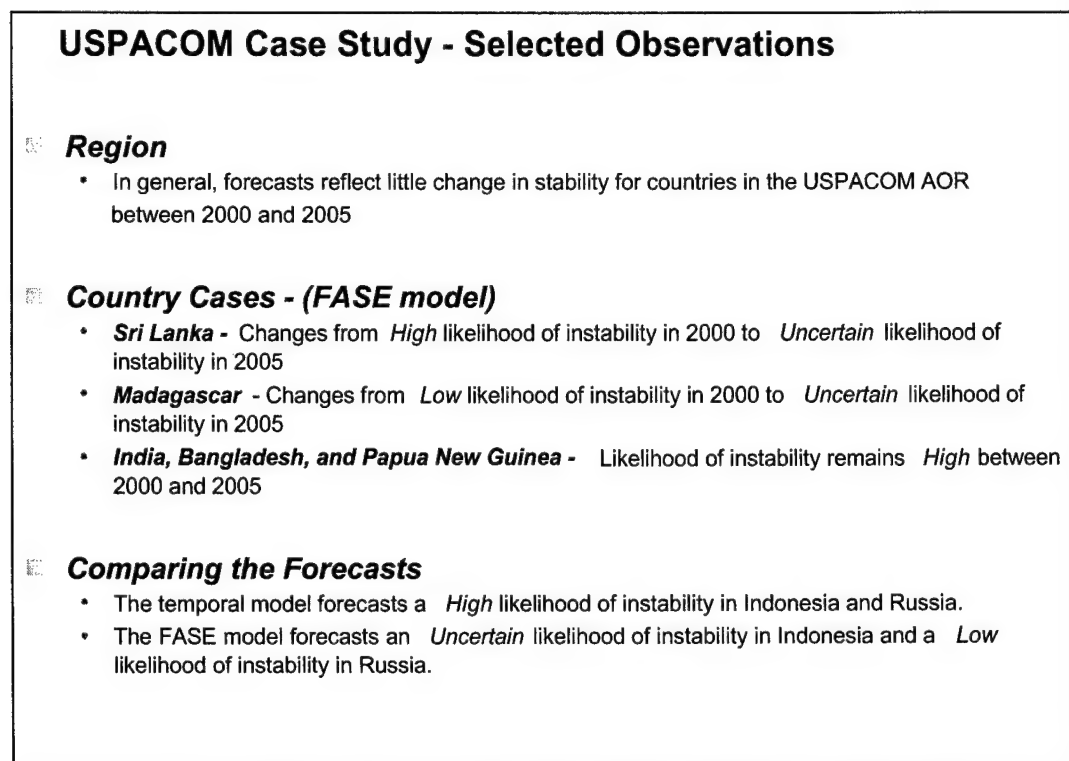 USPACOM Case Study - Selected Observations
Region
• In general, forecasts reflect little change in stability for countries in the USPACOM AOR
between 2000 and 2005
Country Cases - (FASE model)
• Sri Lanka - Changes from High likelihood of instability in 2000 to Uncertain likelihood of
instability in 2005
• Madagascar - Changes from Low likelihood of instability in 2000 to Uncertain likelihood of
instability in 2005
• India, Bangladesh, and Papua New Guinea - Likelihood of instability remains High between
2000 and 2005
Comparing the Forecasts
• The temporal model forecasts a High likelihood of instability in Indonesia and Russia.
• The FASE model forecasts an Uncertain likelihood of instability in Indonesia and a Low
likelihood of instability in Russia.